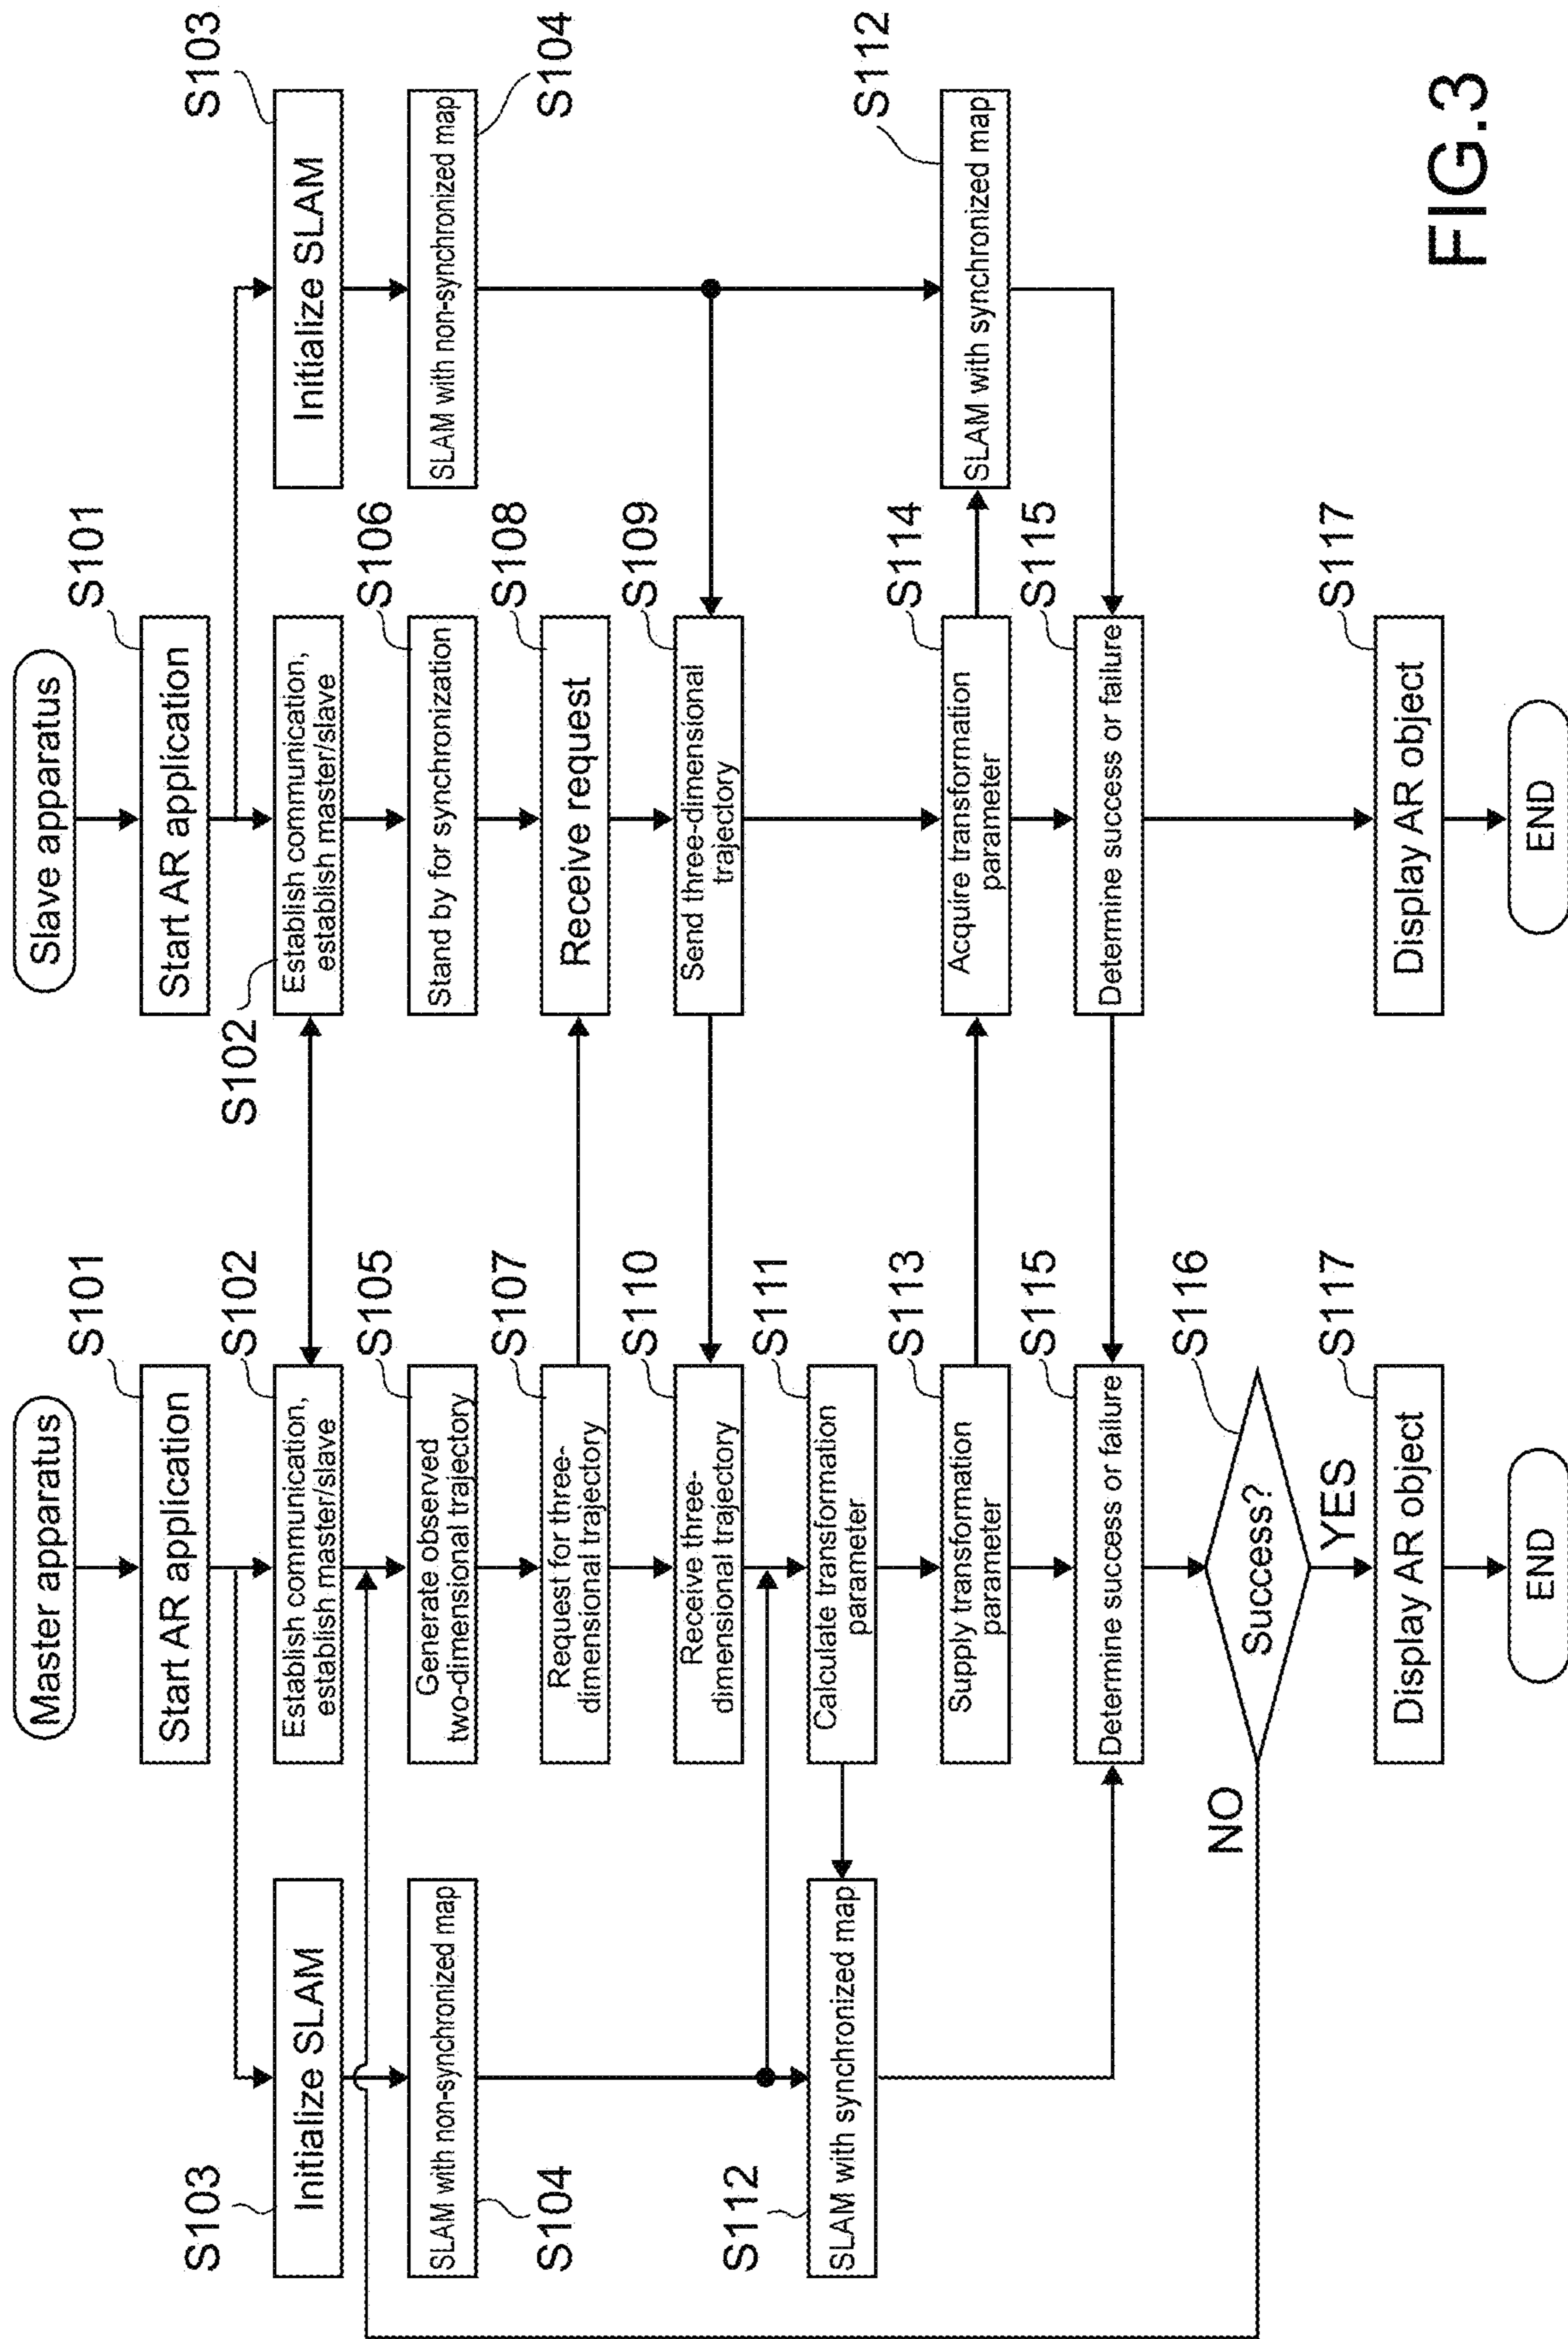 Master apparatus
S101
Start AR application
S102
Establish communication,
establish master/slave
S103
Initialize SLAM
S104
SLAM with non-synchronized map
S105
Generate observed
two-dimensional trajectory
S107
Request for three-
dimensional trajectory
S110
Receive three-
dimensional trajectory
S111
Calculate transformation
parameter
S112
SLAM with synchronized map
S113
Supply transformation
parameter
S115
Determine success or failure
S116
Success?
NO
YES
S117
Display AR object
END
Slave apparatus
S101
Start AR application
S102
Establish communication,
establish master/slave
S103
Initialize SLAM
S104
SLAM with non-synchronized map
S106
Stand by for synchronization
S108
Receive request
S109
Send three-dimensional
trajectory
S114
Acquire transformation
parameter
S112
SLAM with synchronized map
S115
Determine success or failure
S117
Display AR object
END
FIG.3